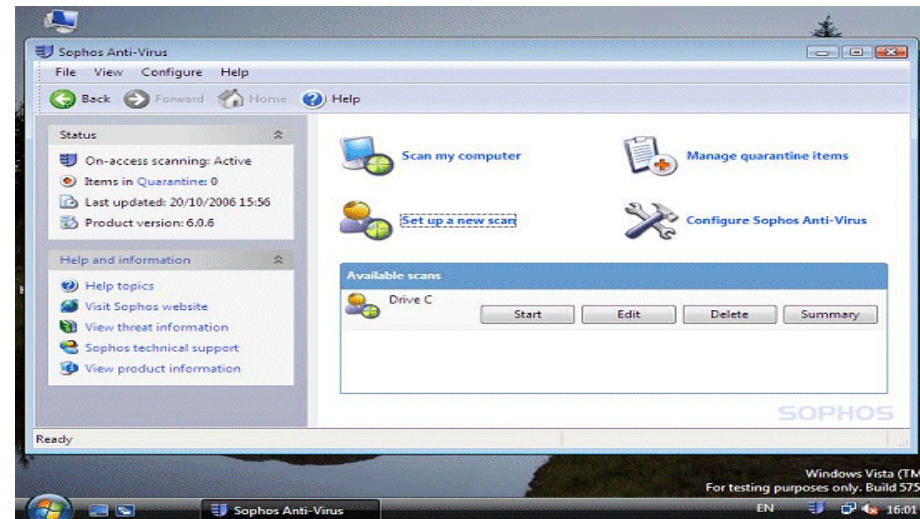 Sophos Anti-Virus
File View Configure Help
Back Forward Home Help
Status
On-access scanning: Active
Items in Quarantine: 0
Last updated: 20/10/2006 15:56
Product version: 6.0.6
Help and information
Help topics
Visit Sophos website
View threat information
Sophos technical support
View product information
Scan my computer
Manage quarantine items
Set up a new scan
Configure Sophos Anti-Virus
Available scans
Drive C
Start Edit Delete Summary
SOPHOS
Ready
Windows Vista (TM
For testing purposes only. Build 575
Sophos Anti-Virus
EN 16:01